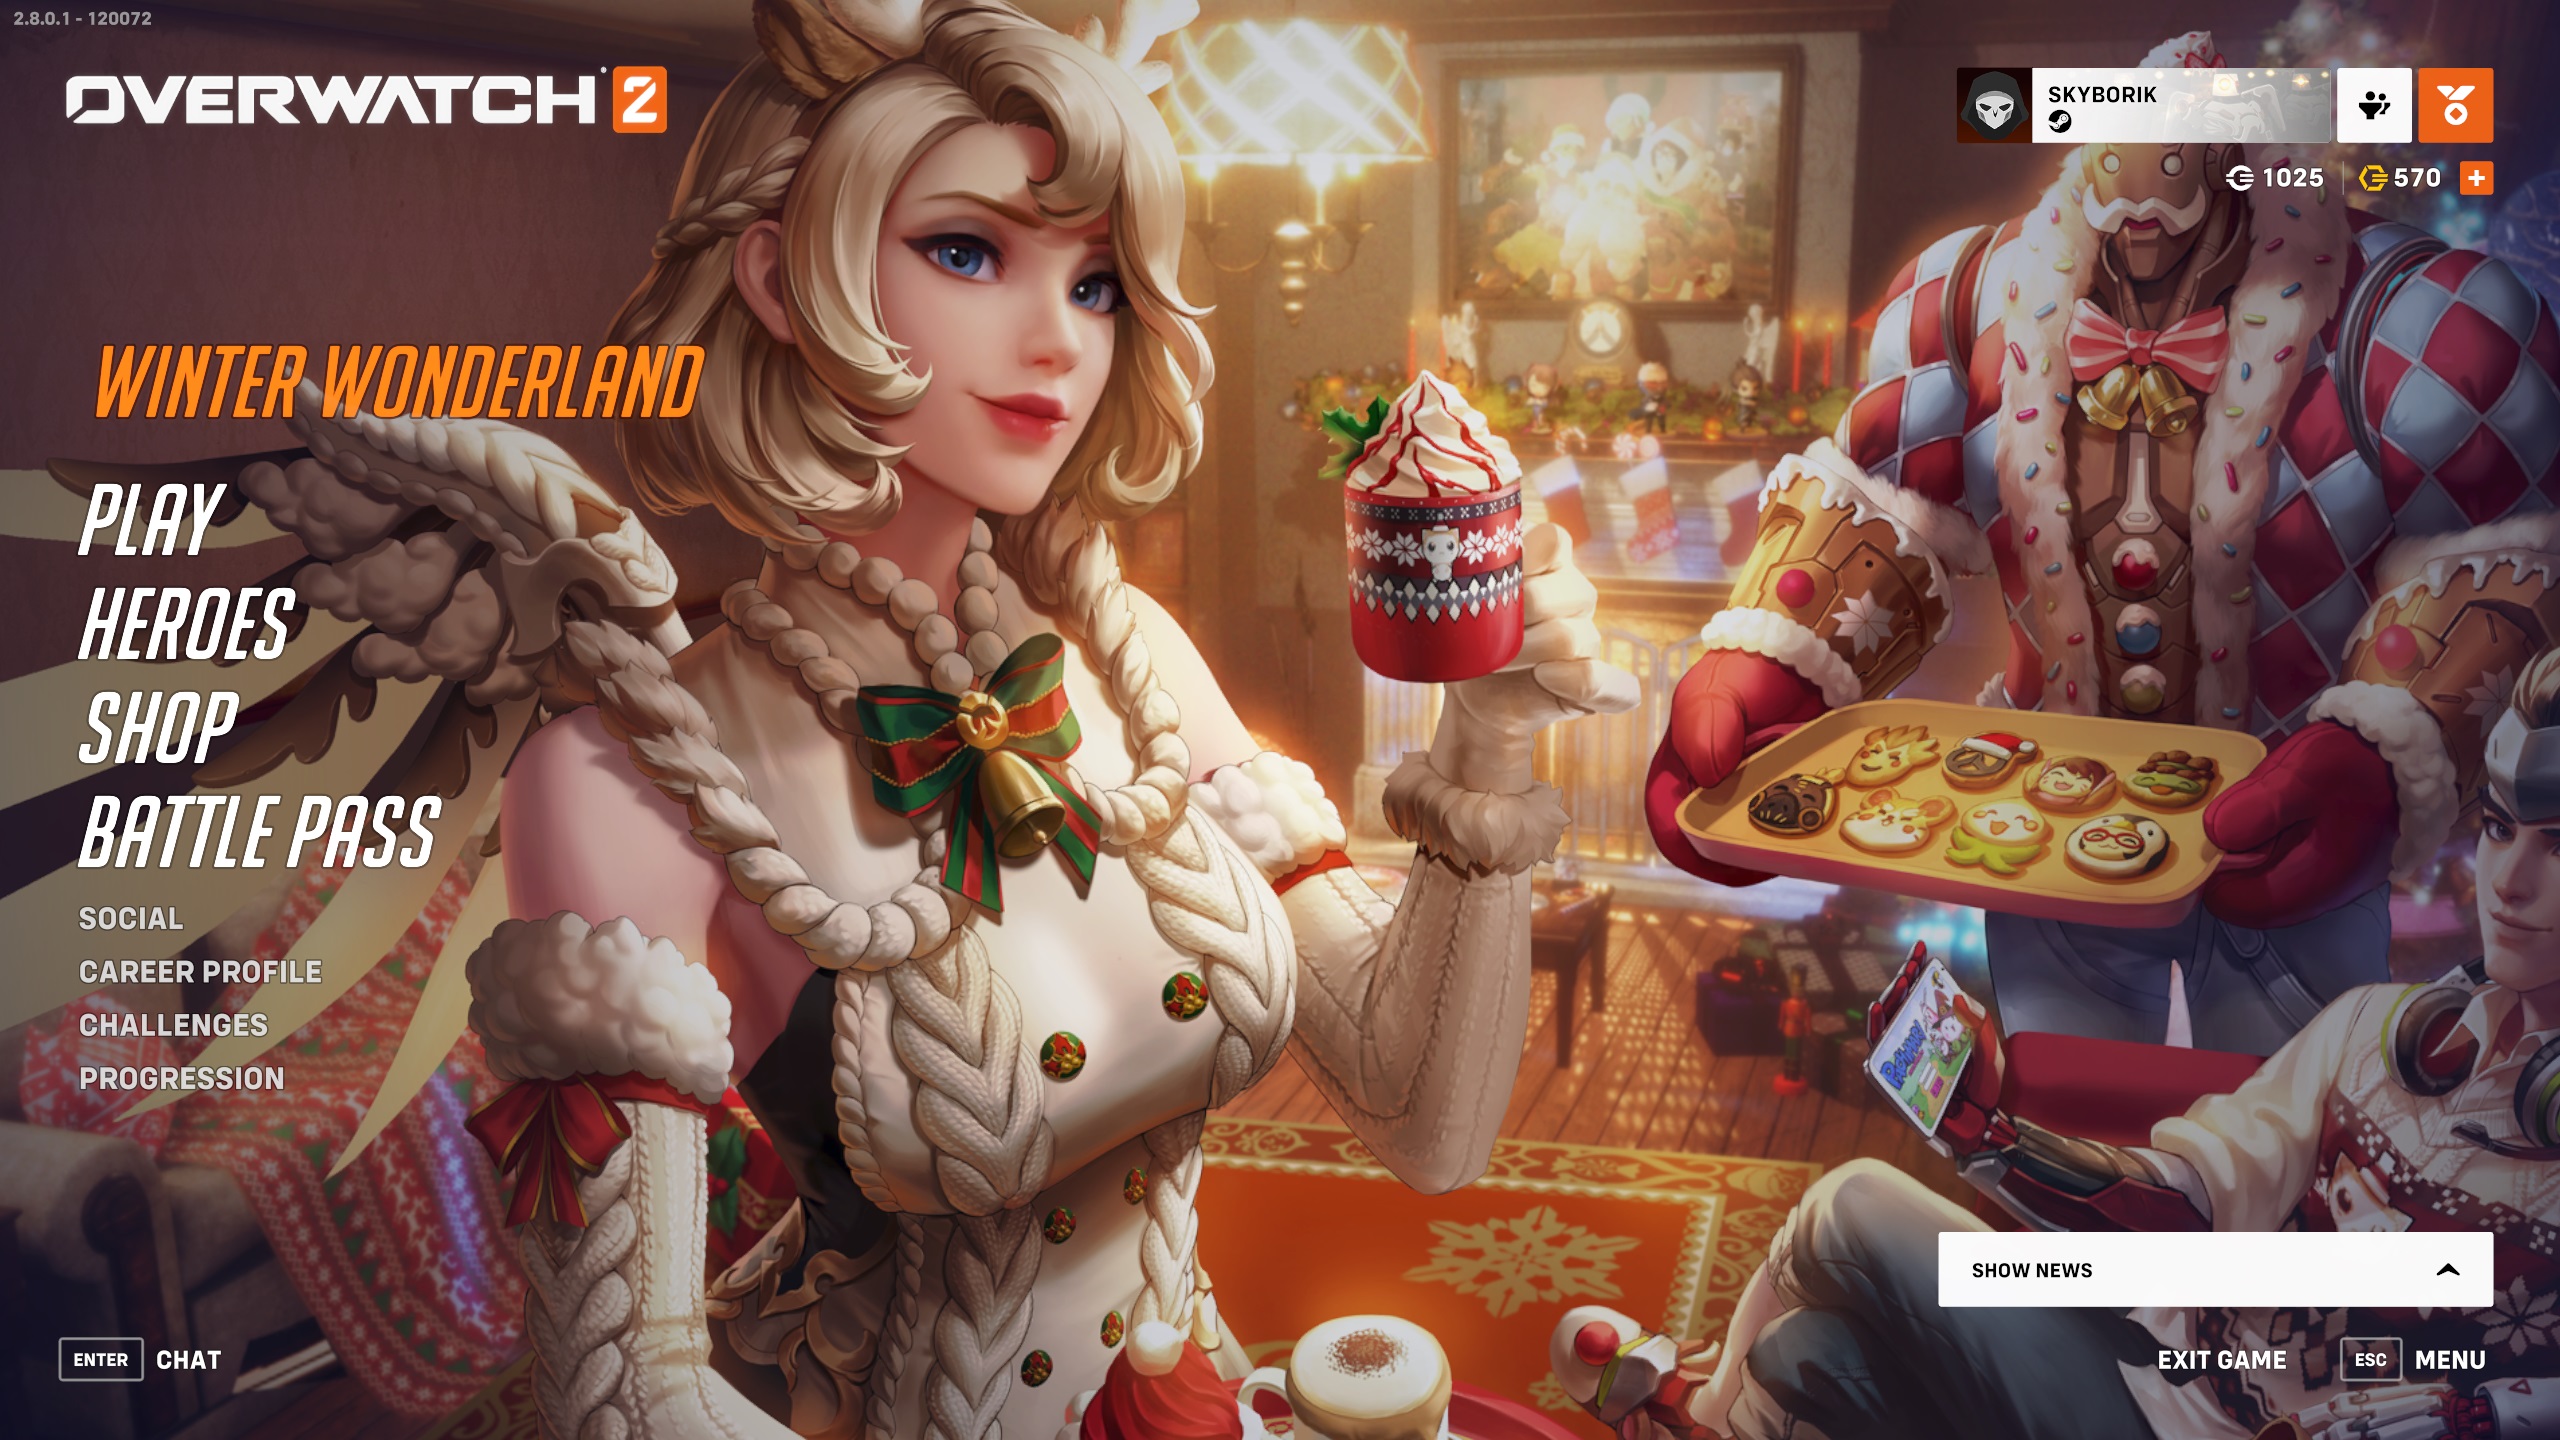 2.8.0.1 - 120072
OVERWATCH 2
SKYBORIK
1025
570
+
WINTER WONDERLAND
PLAY
HEROES
SHOP
BATTLE PASS
SOCIAL
CAREER PROFILE
CHALLENGES
PROGRESSION
SHOW NEWS
ENTER CHAT
EXIT GAME
ESC MENU